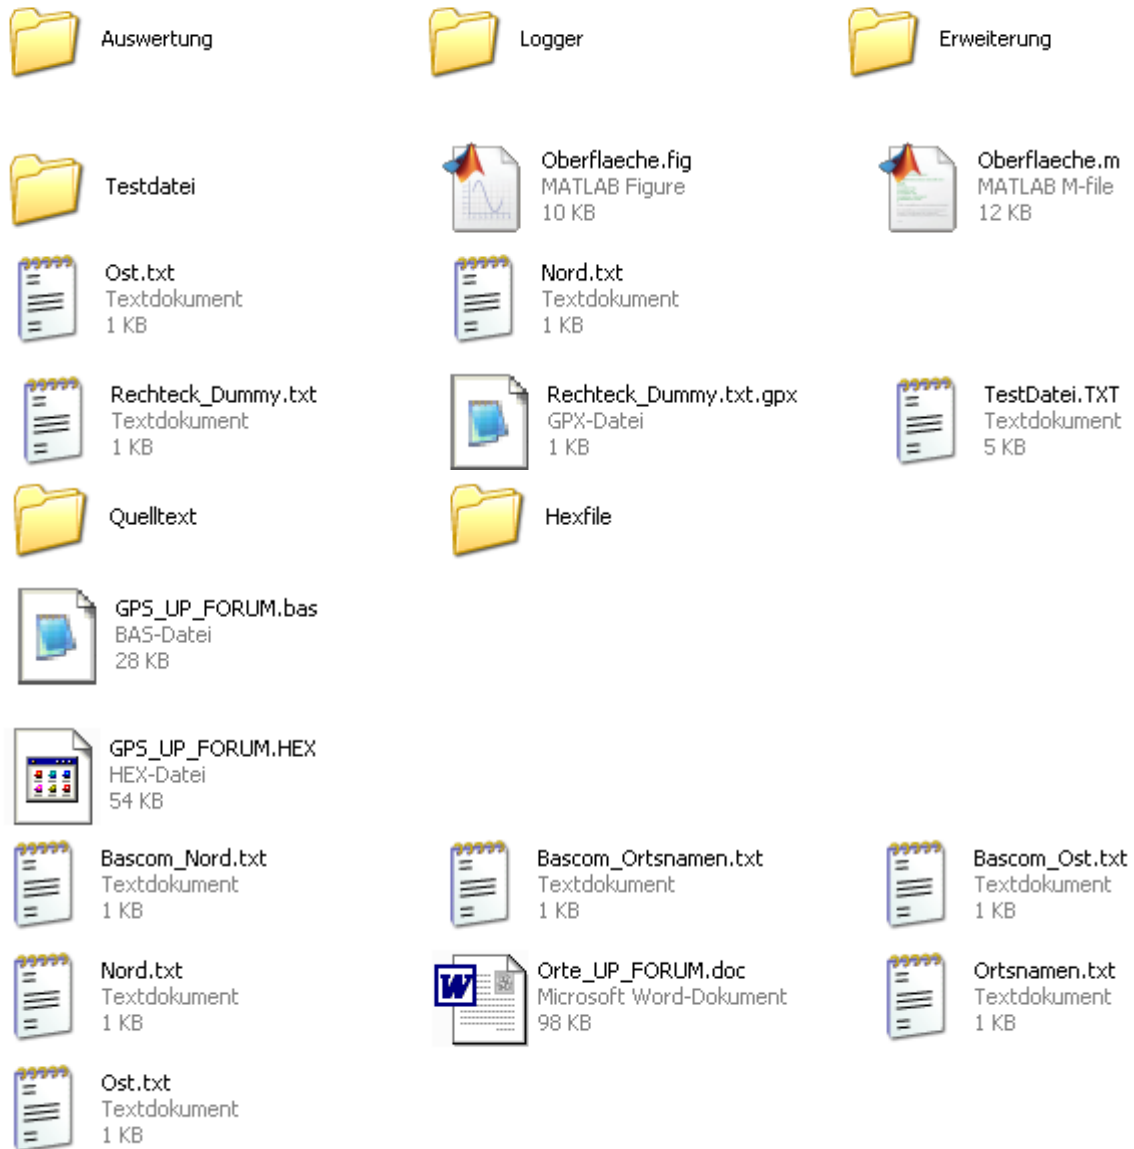 Auswertung
Logger
Erweiterung
Testdatei
Oberflaeche.fig
MATLAB Figure
10 KB
Oberflaeche.m
MATLAB M-file
12 KB
Ost.txt
Textdokument
1 KB
Nord.txt
Textdokument
1 KB
Rechteck_Dummy.txt
Textdokument
1 KB
Rechteck_Dummy.txt.gpx
GPX-Datei
1 KB
TestDatei.TXT
Textdokument
5 KB
Quelltext
Hexfile
GPS_UP_FORUM.bas
BAS-Datei
28 KB
GPS_UP_FORUM.HEX
HEX-Datei
54 KB
Bascom_Nord.txt
Textdokument
1 KB
Bascom_Ortsnamen.txt
Textdokument
1 KB
Bascom_Ost.txt
Textdokument
1 KB
Nord.txt
Textdokument
1 KB
Orte_UP_FORUM.doc
Microsoft Word-Dokument
98 KB
Ortsnamen.txt
Textdokument
1 KB
Ost.txt
Textdokument
1 KB